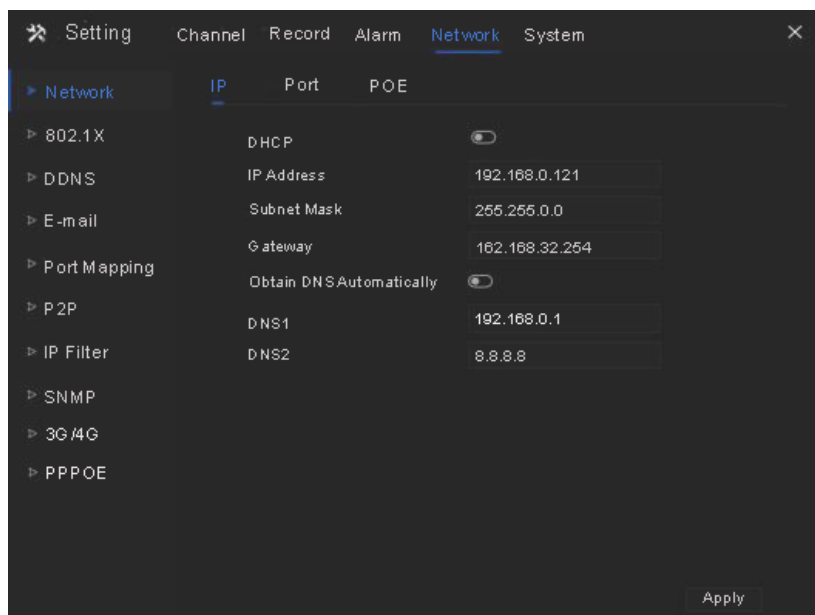 Setting Channel Record Alarm Network System
Network IP Port POE
802.1X DHCP
DDNS IP Address 192.168.0.121
E-mail Subnet Mask 255.255.0.0
Port Mapping Gateway 162.168.32.254
Obtain DNS Automatically
P2P DNS1 192.168.0.1
IP Filter DNS2 8.8.8.8
SNMP
3G/4G
PPPOE
Apply